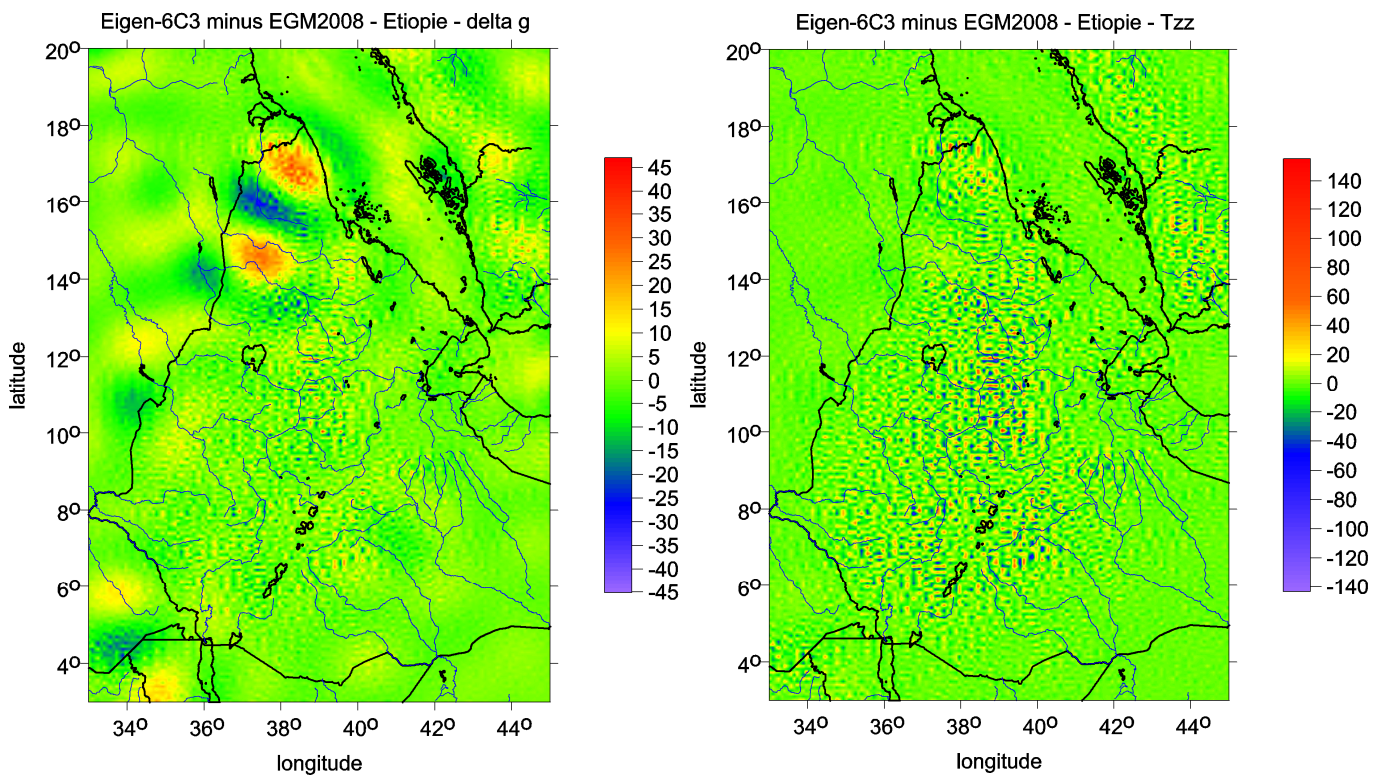 Eigen-6C3 minus EGM2008 - Etiopie - delta g
20º
18º
16º
14º
12º
10º
8º
6º
4º
latitude
34º 36º 38º 40º 42º 44º
longitude
45
40
35
30
25
20
15
10
5
0
-5
-10
-15
-20
-25
-30
-35
-40
-45
Eigen-6C3 minus EGM2008 - Etiopie - Tzz
20º
18º
16º
14º
12º
10º
8º
6º
4º
latitude
34º 36º 38º 40º 42º 44º
longitude
140
120
100
80
60
40
20
0
-20
-40
-60
-80
-100
-120
-140